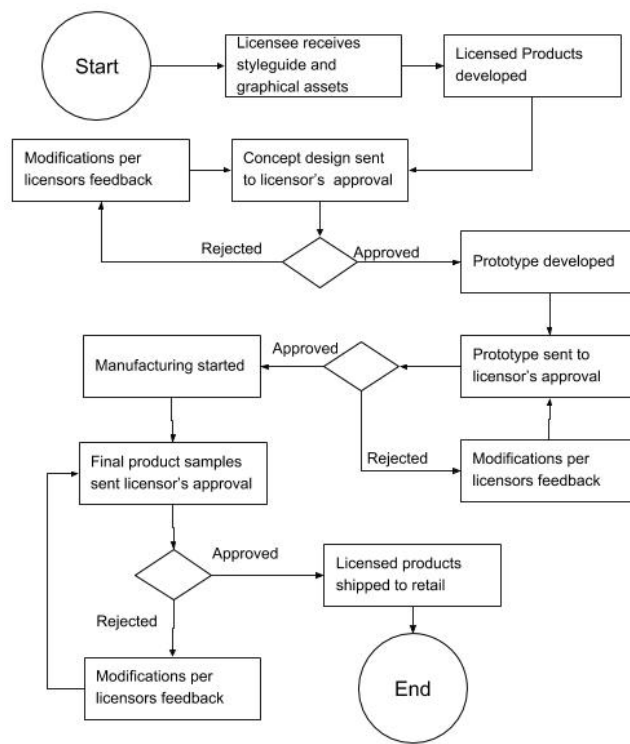 Start
Licensee receives
styleguide and
graphical assets
Licensed Products
developed
Modifications per
licensors feedback
Concept design sent
to licensor's  approval
Rejected
Approved
Prototype developed
Approved
Manufacturing started
Prototype sent to
licensor's approval
Rejected
Modifications per
licensors feedback
Final product samples
sent licensor's approval
Approved
Licensed products
shipped to retail
Rejected
Modifications per
licensors feedback
End